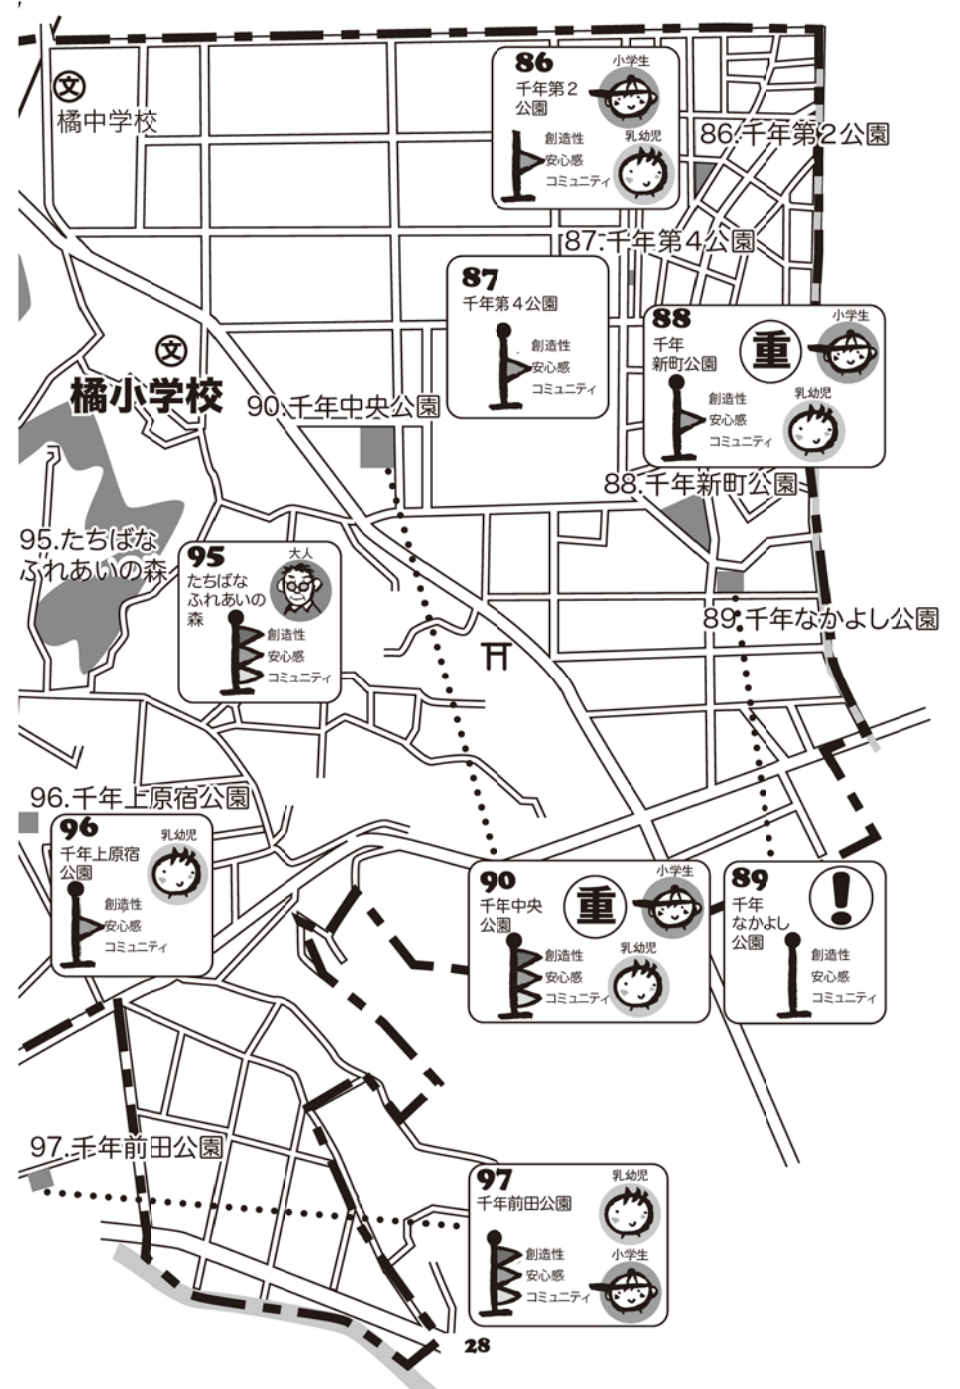 文
橘中学校
86
小学生
千年第２
公園
創造性
乳幼児
安心感
コミュニティ
86.千年第２公園
87.千年第４公園
87
千年第４公園
創造性
安心感
コミュニティ
88
小学生
千年
新町公園
重
乳幼児
創造性
安心感
コミュニティ
文
橘小学校
90.千年中央公園
88.千年新町公園
95.たちばな
ふれあいの森
95
大人
たちばな
ふれあいの
森
創造性
安心感
コミュニティ
89.千年なかよし公園
96.千年上原宿公園
96
乳幼児
千年上原宿
公園
創造性
安心感
コミュニティ
90
小学生
千年中央
公園
重
乳幼児
創造性
安心感
コミュニティ
89
千年
なかよし
公園
!
創造性
安心感
コミュニティ
97.千年前田公園
97
乳幼児
千年前田公園
創造性
小学生
安心感
コミュニティ
28